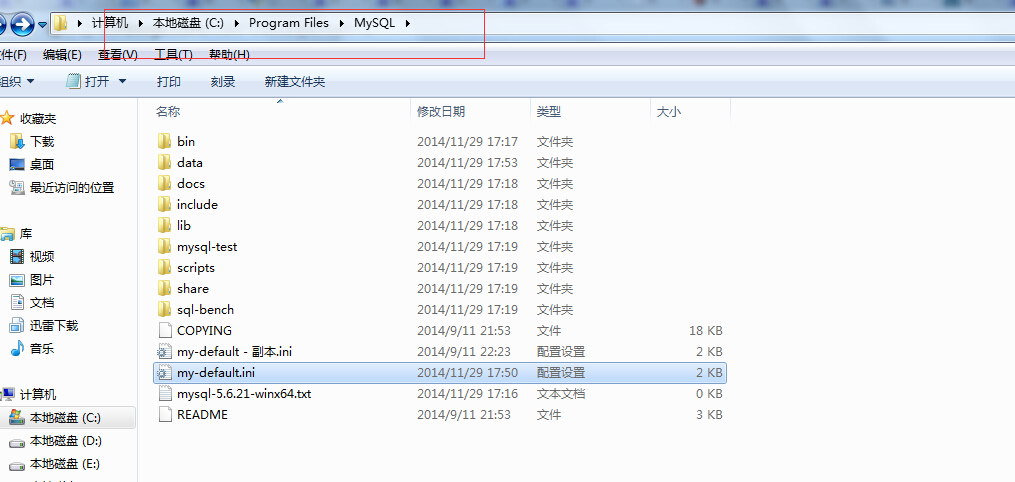 计算机 本地磁盘 (C:) Program Files MySQL
件(F) 编辑(E) 查看(V) 工具(T) 帮助(H)
组织 打开 打印 刻录 新建文件夹
名称 修改日期 类型 大小
收藏夹
下载
桌面
最近访问的位置
库
视频
图片
文档
迅雷下载
音乐
计算机
本地磁盘 (C:)
本地磁盘 (D:)
本地磁盘 (E:)
bin 2014/11/29 17:17 文件夹
data 2014/11/29 17:53 文件夹
docs 2014/11/29 17:18 文件夹
include 2014/11/29 17:18 文件夹
lib 2014/11/29 17:18 文件夹
mysql-test 2014/11/29 17:19 文件夹
scripts 2014/11/29 17:19 文件夹
share 2014/11/29 17:19 文件夹
sql-bench 2014/11/29 17:19 文件夹
COPYING 2014/9/11 21:53 文件 18 KB
my-default - 副本.ini 2014/9/11 22:23 配置设置 2 KB
my-default.ini 2014/11/29 17:50 配置设置 2 KB
mysql-5.6.21-winx64.txt 2014/11/29 17:16 文本文档 0 KB
README 2014/9/11 21:53 文件 3 KB